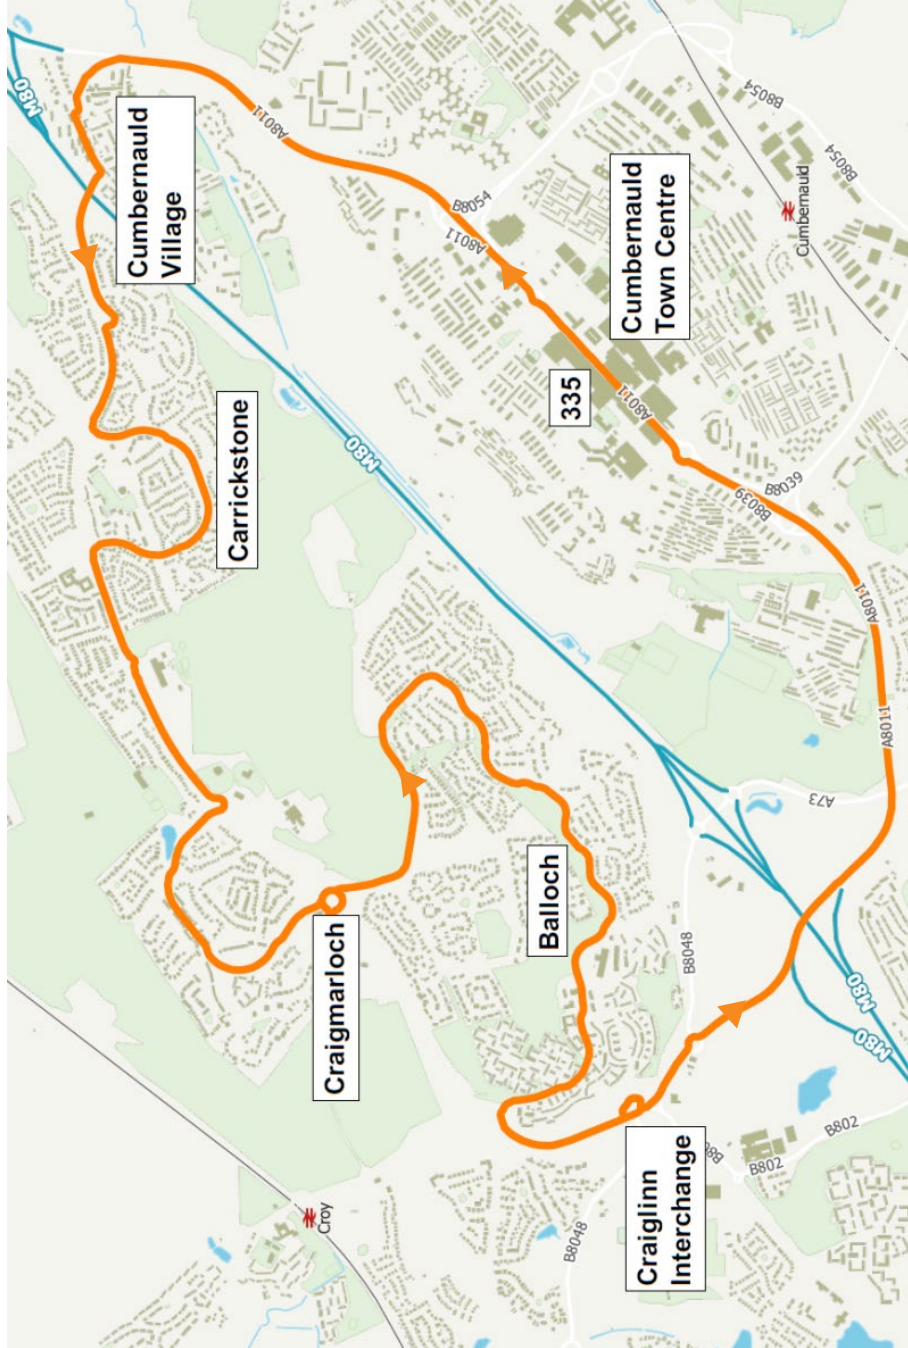 M80
Cumbernauld
Village
Carrickstone
Craigmarloch
Croy
A8011
B8054
A8011
M80
335
A8011
Cumbernauld
Town Centre
B8054
B8054
Cumbernauld
B8039
B8039
A8011
A8011
A73
Balloch
B8048
M80
M80
Craiglinn
Interchange
B8048
B802
B802